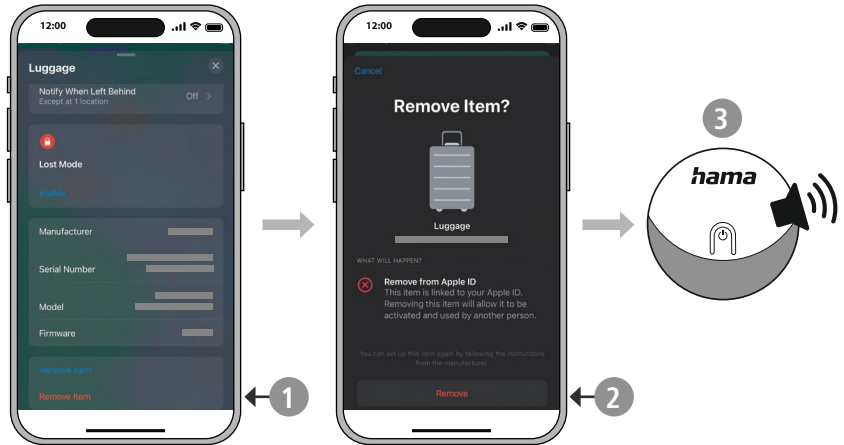 12:00
Luggage
Notify When Left Behind
Except at 1 location
Off >
Lost Mode
Enable
Manufacturer
Serial Number
Model
Firmware
Rename Item
Remove Item
1
12:00
Cancel
Remove Item?
Luggage
WHAT WILL HAPPEN?
Remove from Apple ID
This item is linked to your Apple ID.
Removing this item will allow it to be
activated and used by another person.
You can set up this item again by following the instructions
from the manufacturer.
Remove
2
3
hama